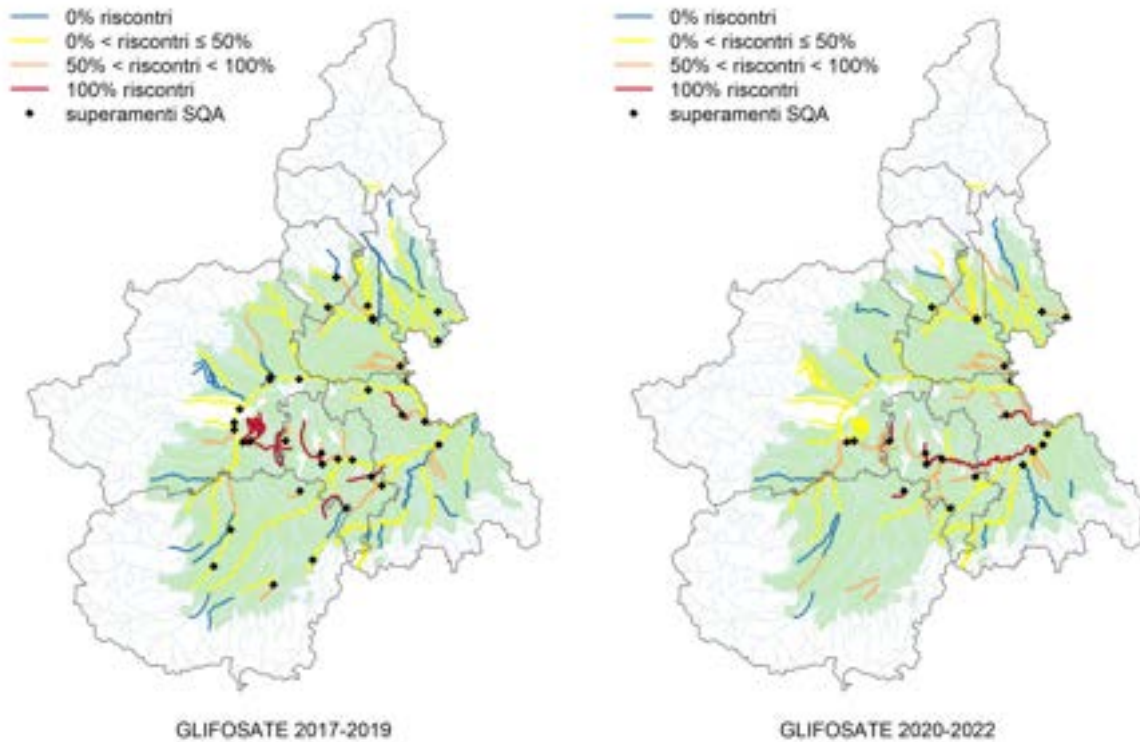 0% riscontri
0% < riscontri ≤ 50%
50% < riscontri < 100%
100% riscontri
superamenti SQA
0% riscontri
0% < riscontri ≤ 50%
50% < riscontri < 100%
100% riscontri
superamenti SQA
GLIFOSATE 2017-2019
GLIFOSATE 2020-2022